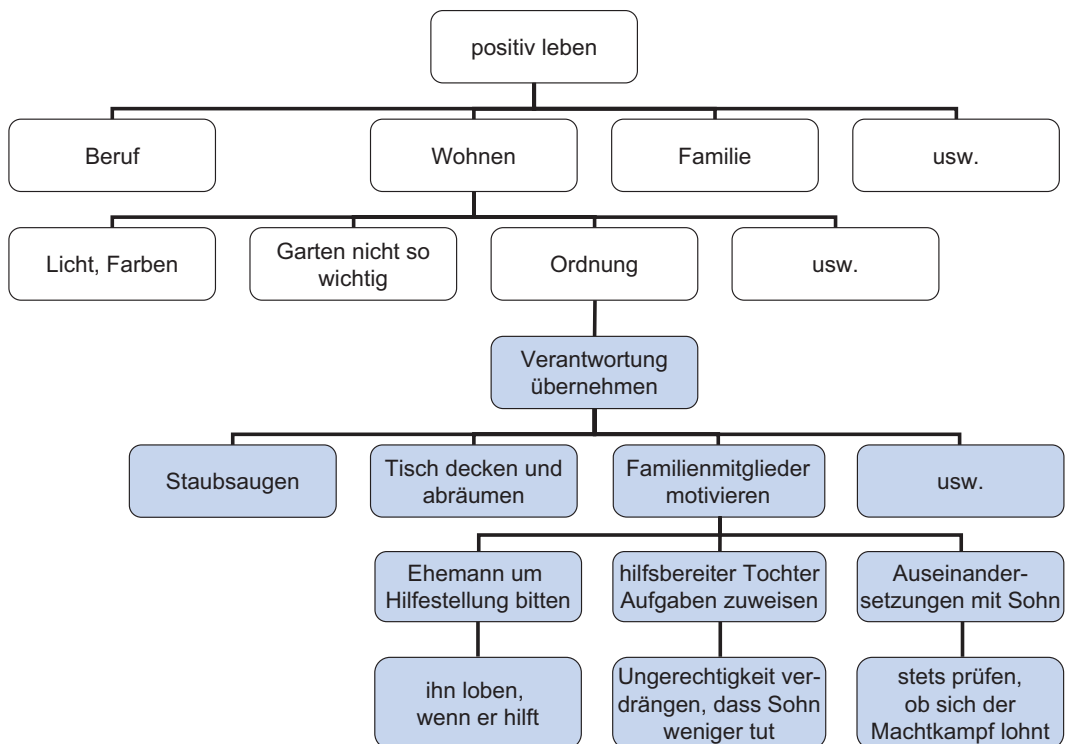 positiv leben
Beruf
Wohnen
Familie
usw.
Licht, Farben
Garten nicht so
wichtig
Ordnung
usw.
Verantwortung
übernehmen
Staubsaugen
Tisch decken und
abräumen
Familienmitglieder
motivieren
usw.
Ehemann um
Hilfestellung bitten
hilfsbereiter Tochter
Aufgaben zuweisen
Auseinander-
setzungen mit Sohn
ihn loben,
wenn er hilft
Ungerechtigkeit ver-
drängen, dass Sohn
weniger tut
stets prüfen,
ob sich der
Machtkampf lohnt